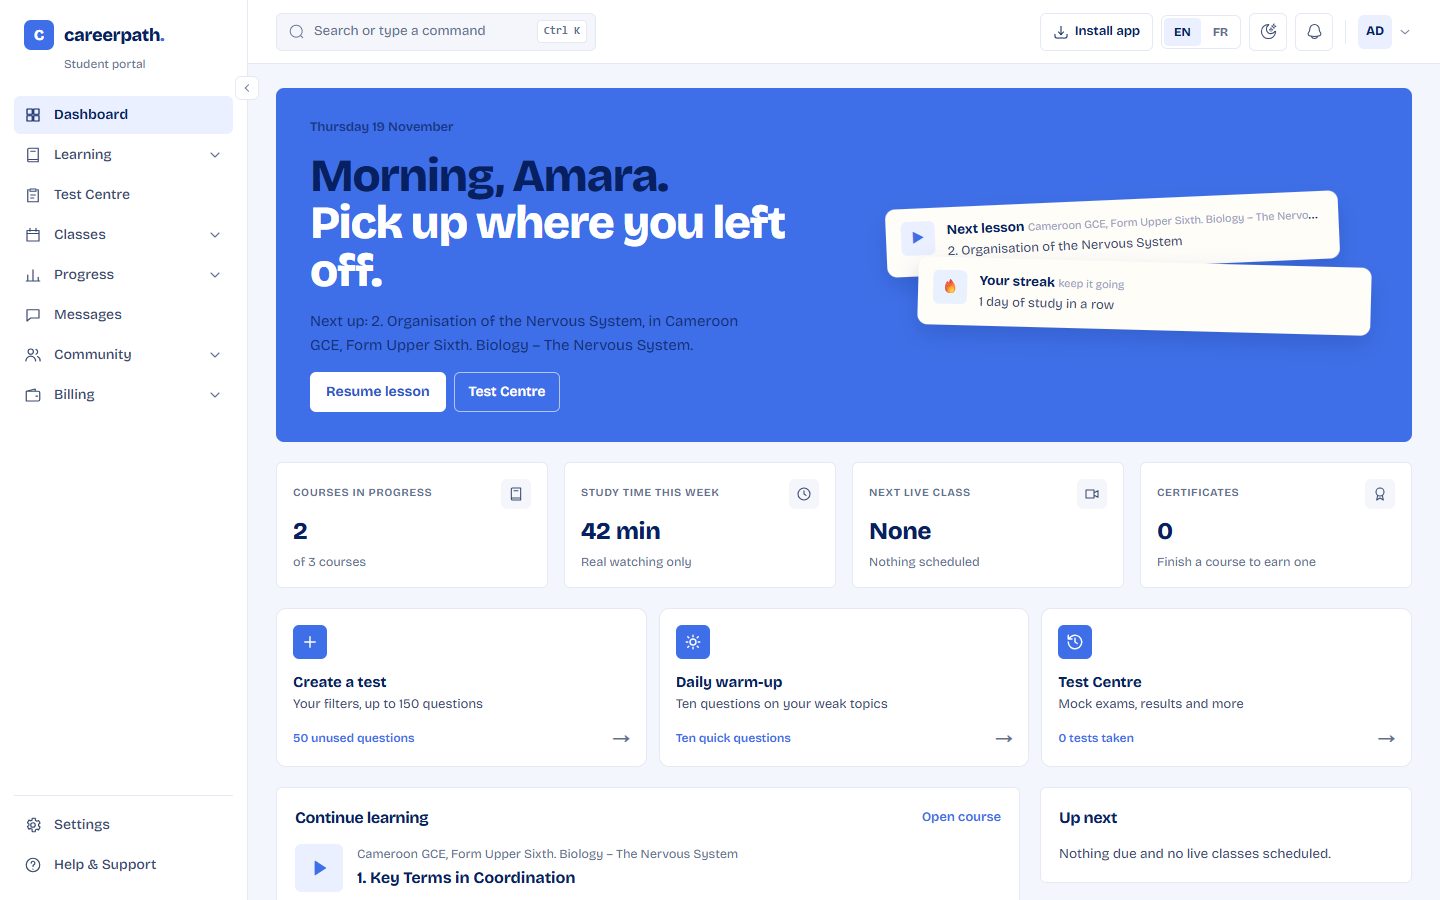 C careerpath.
Student portal
Dashboard
Learning
Test Centre
Classes
Progress
Messages
Community
Billing
Settings
Help & Support
Search or type a command
Ctrl K
Install app
EN FR
AD
Thursday 19 November
Morning, Amara.
Pick up where you left
off.
Next up: 2. Organisation of the Nervous System, in Cameroon
GCE, Form Upper Sixth. Biology – The Nervous System.
Resume lesson
Test Centre
Next lesson Cameroon GCE, Form Upper Sixth. Biology – The Nervo...
2. Organisation of the Nervous System
Your streak keep it going
1 day of study in a row
COURSES IN PROGRESS
2
of 3 courses
STUDY TIME THIS WEEK
42 min
Real watching only
NEXT LIVE CLASS
None
Nothing scheduled
CERTIFICATES
0
Finish a course to earn one
Create a test
Your filters, up to 150 questions
50 unused questions →
Daily warm-up
Ten questions on your weak topics
Ten quick questions →
Test Centre
Mock exams, results and more
0 tests taken →
Continue learning
Open course
Cameroon GCE, Form Upper Sixth. Biology – The Nervous System
1. Key Terms in Coordination
Up next
Nothing due and no live classes scheduled.